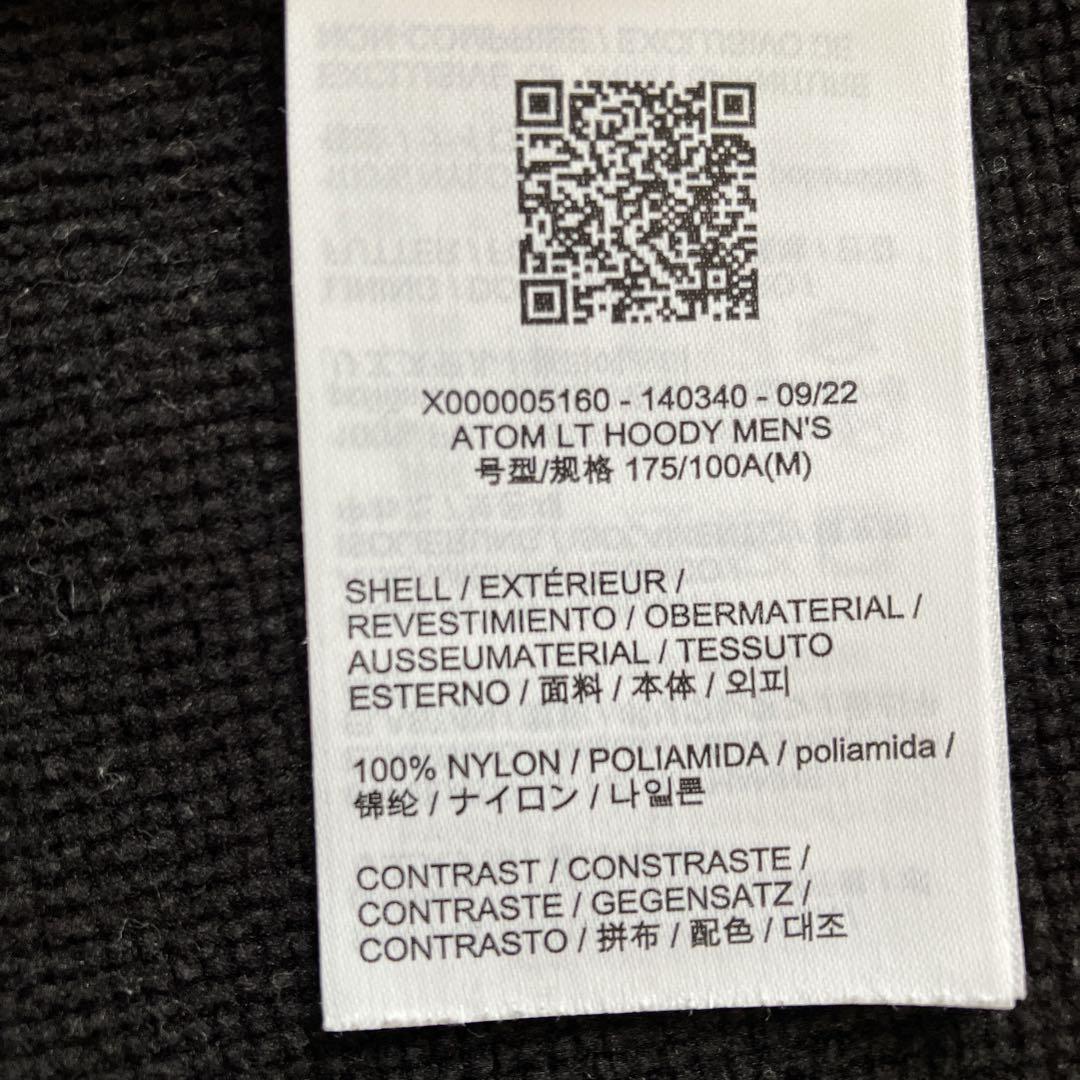 X000005160 - 140340 - 09/22
ATOM LT HOODY MEN'S
号型/规格 175/100A(M)
SHELL / EXTÉRIEUR /
REVESTIMIENTO / OBERMATERIAL /
AUSSEUMATERIAL / TESSUTO
ESTERNO / 面料 / 本体 / 외피
100% NYLON / POLIAMIDA / poliamida /
锦纶 / ナイロン / 나일론
CONTRAST / CONSTRASTE /
CONTRASTE / GEGENSATZ /
CONTRASTO / 拼布 / 配色 / 대조